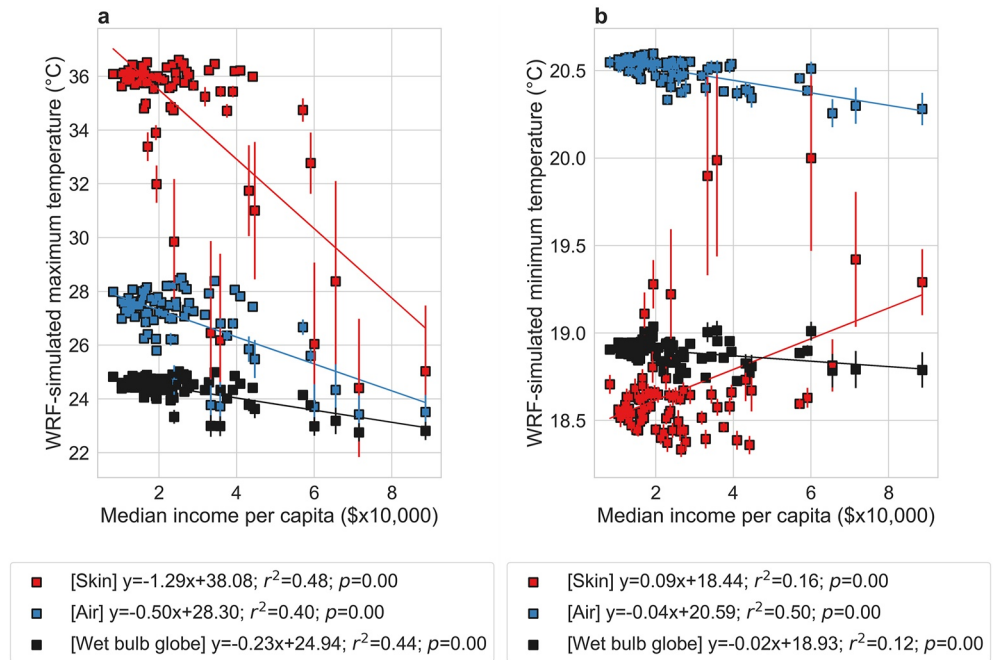 a
WRF-simulated maximum temperature (°C)
36
34
32
30
28
26
24
22
2 4 6 8
Median income per capita ($x10,000)
[Skin] y=-1.29x+38.08; r²=0.48; p=0.00
[Air] y=-0.50x+28.30; r²=0.40; p=0.00
[Wet bulb globe] y=-0.23x+24.94; r²=0.44; p=0.00
b
WRF-simulated minimum temperature (°C)
20.5
20.0
19.5
19.0
18.5
2 4 6 8
Median income per capita ($x10,000)
[Skin] y=0.09x+18.44; r²=0.16; p=0.00
[Air] y=-0.04x+20.59; r²=0.50; p=0.00
[Wet bulb globe] y=-0.02x+18.93; r²=0.12; p=0.00